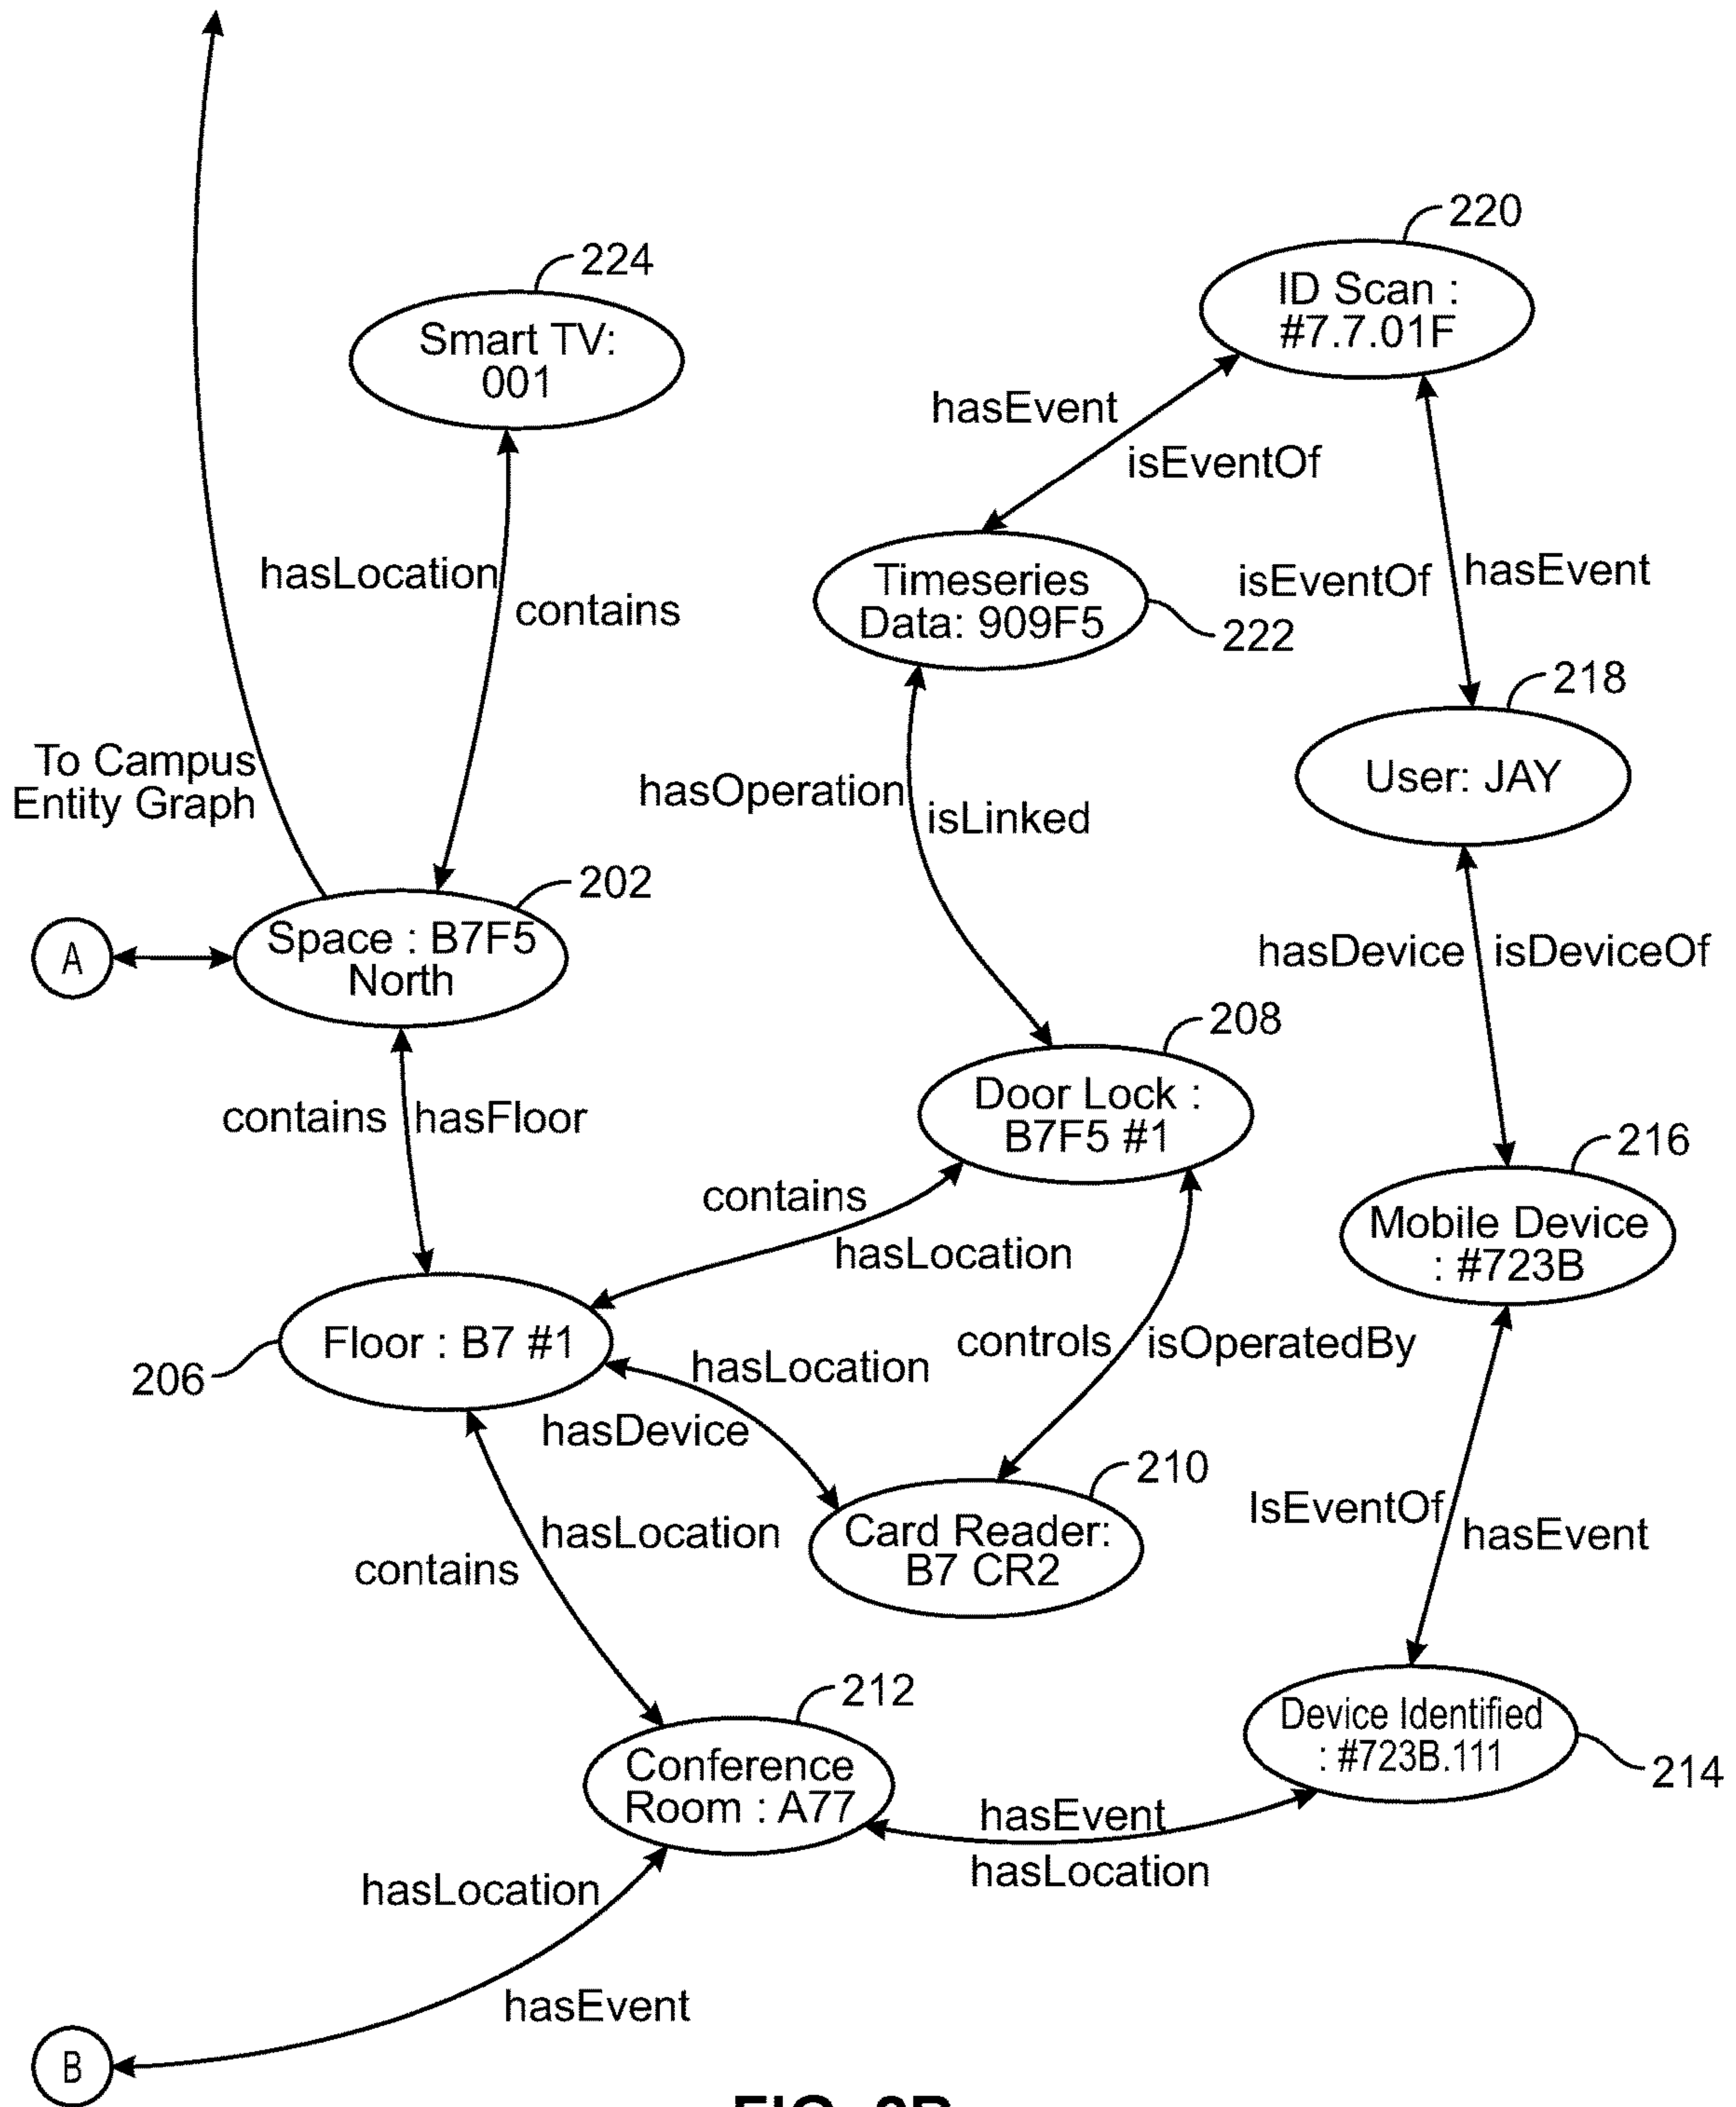 220
ID Scan :
#7.7.01F
224
Smart TV:
001
hasEvent
isEventOf
hasLocation
contains
Timeseries
Data: 909F5
222
isEventOf
hasEvent
218
User: JAY
To Campus
Entity Graph
hasOperation
isLinked
202
Space : B7F5
North
A
hasDevice
isDeviceOf
208
Door Lock :
B7F5 #1
contains
hasFloor
216
Mobile Device
: #723B
contains
hasLocation
206
Floor : B7 #1
hasLocation
hasDevice
controls
isOperatedBy
210
Card Reader:
B7 CR2
hasLocation
contains
IsEventOf
hasEvent
212
Conference
Room : A77
Device Identified
: #723B.111
214
hasEvent
hasLocation
hasLocation
hasEvent
B